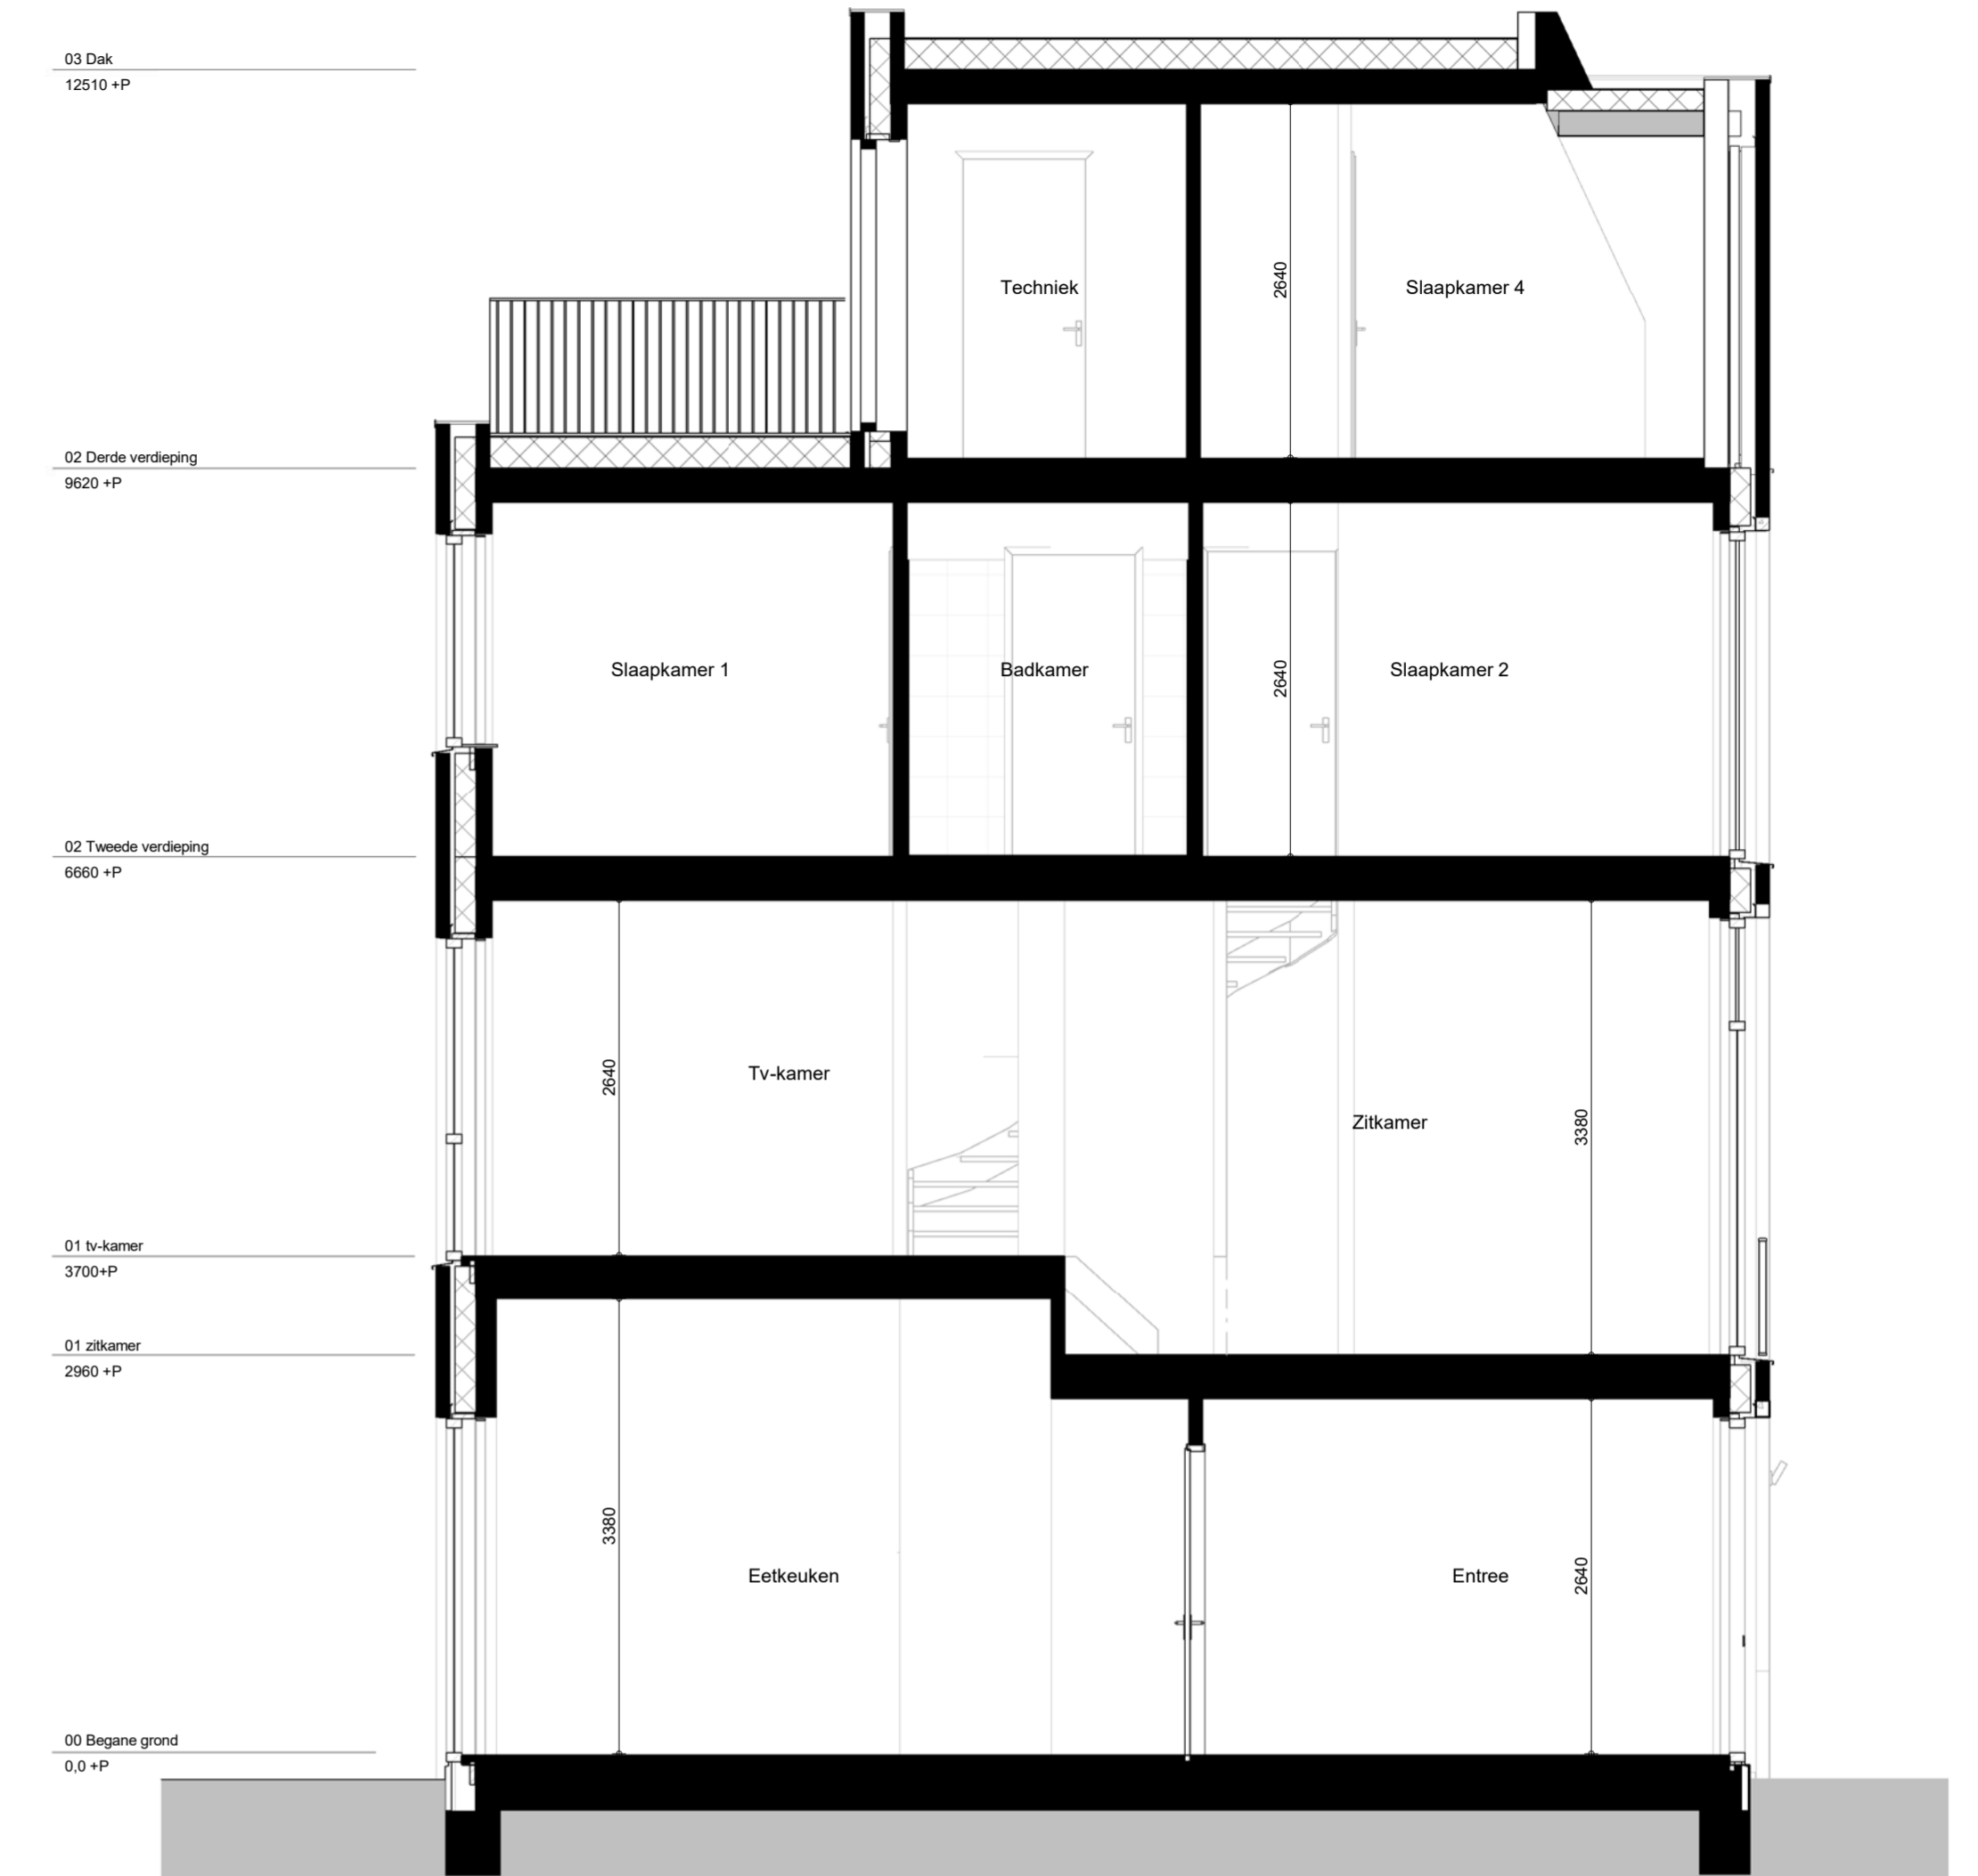 03 Dak
12510 +P
Techniek
2640
Slaapkamer 4
02 Derde verdieping
9620 +P
Slaapkamer 1
Badkamer
2640
Slaapkamer 2
02 Tweede verdieping
6660 +P
2640
Tv-kamer
Zitkamer
3380
01 tv-kamer
3700+P
01 zitkamer
2960 +P
3380
Eetkeuken
Entree
2640
00 Begane grond
0,0 +P